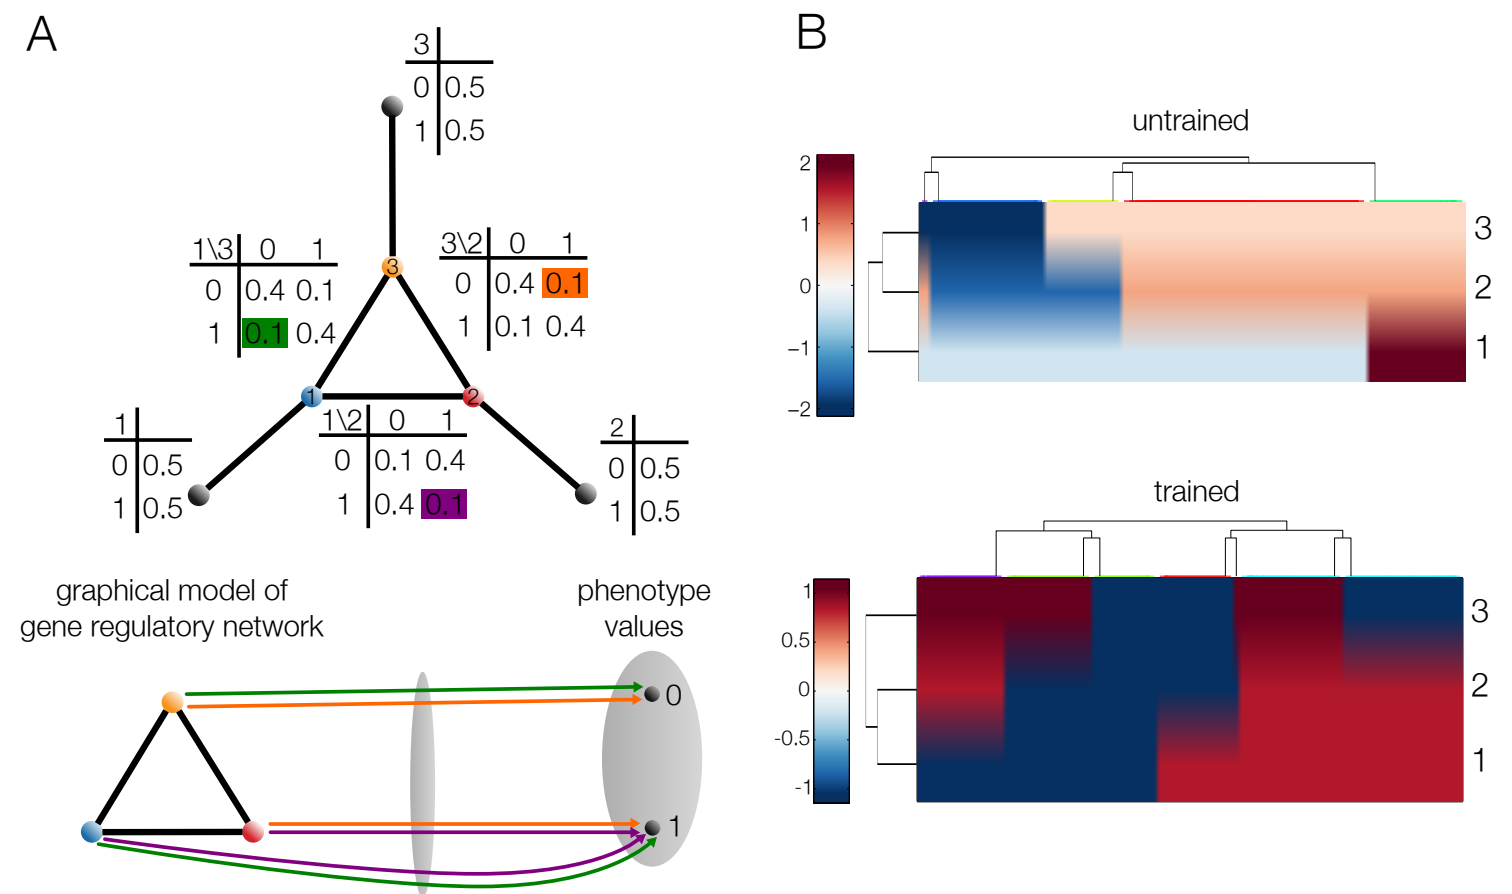 A
3
0 0.5
1 0.5
1\3 0 1
0 0.4 0.1
1 0.1 0.4
3\2 0 1
0 0.4 0.1
1 0.1 0.4
3
1
2
1\2 0 1
0 0.1 0.4
1 0.4 0.1
1
0 0.5
1 0.5
2
0 0.5
1 0.5
graphical model of
gene regulatory network
phenotype
values
0
1
B
untrained
2
1
0
−1
−2
3
2
1
trained
1
0.5
0
-0.5
-1
3
2
1